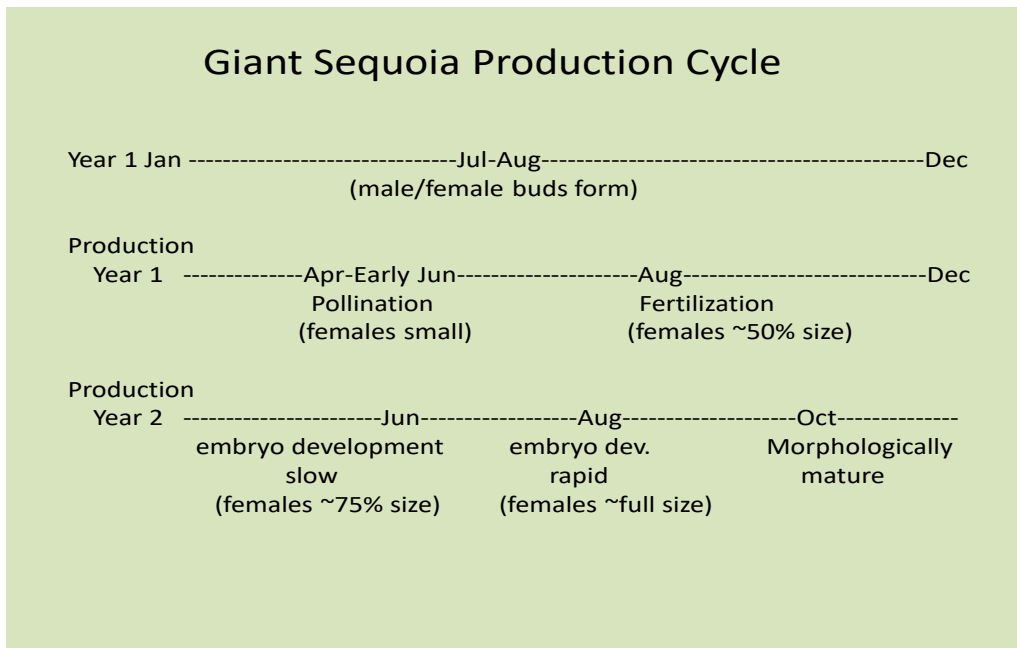 Giant Sequoia Production Cycle
Year 1 Jan -------------------------------Jul-Aug---------------------------------------------Dec
(male/female buds form)
Production
Year 1 --------------Apr-Early Jun---------------------Aug----------------------------Dec
Pollination Fertilization
(females small) (females ~50% size)
Production
Year 2 -----------------------Jun------------------Aug--------------------Oct--------------
embryo development embryo dev. Morphologically
slow rapid mature
(females ~75% size) (females ~full size)